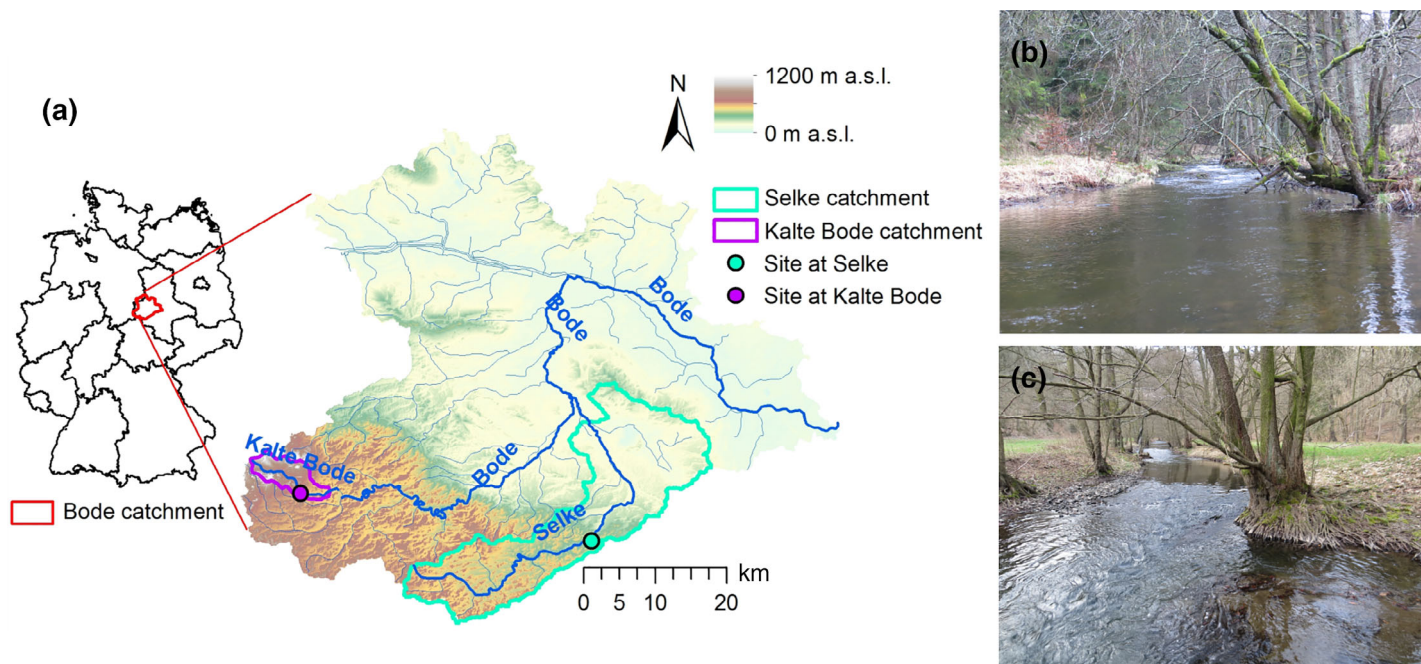 (a)
N
1200 m a.s.l.
0 m a.s.l.
Selke catchment
Kalte Bode catchment
Site at Selke
Site at Kalte Bode
Bode
Bode
Kalte Bode
Bode
Selke
Bode catchment
km
0 5 10 20
(b)
(c)